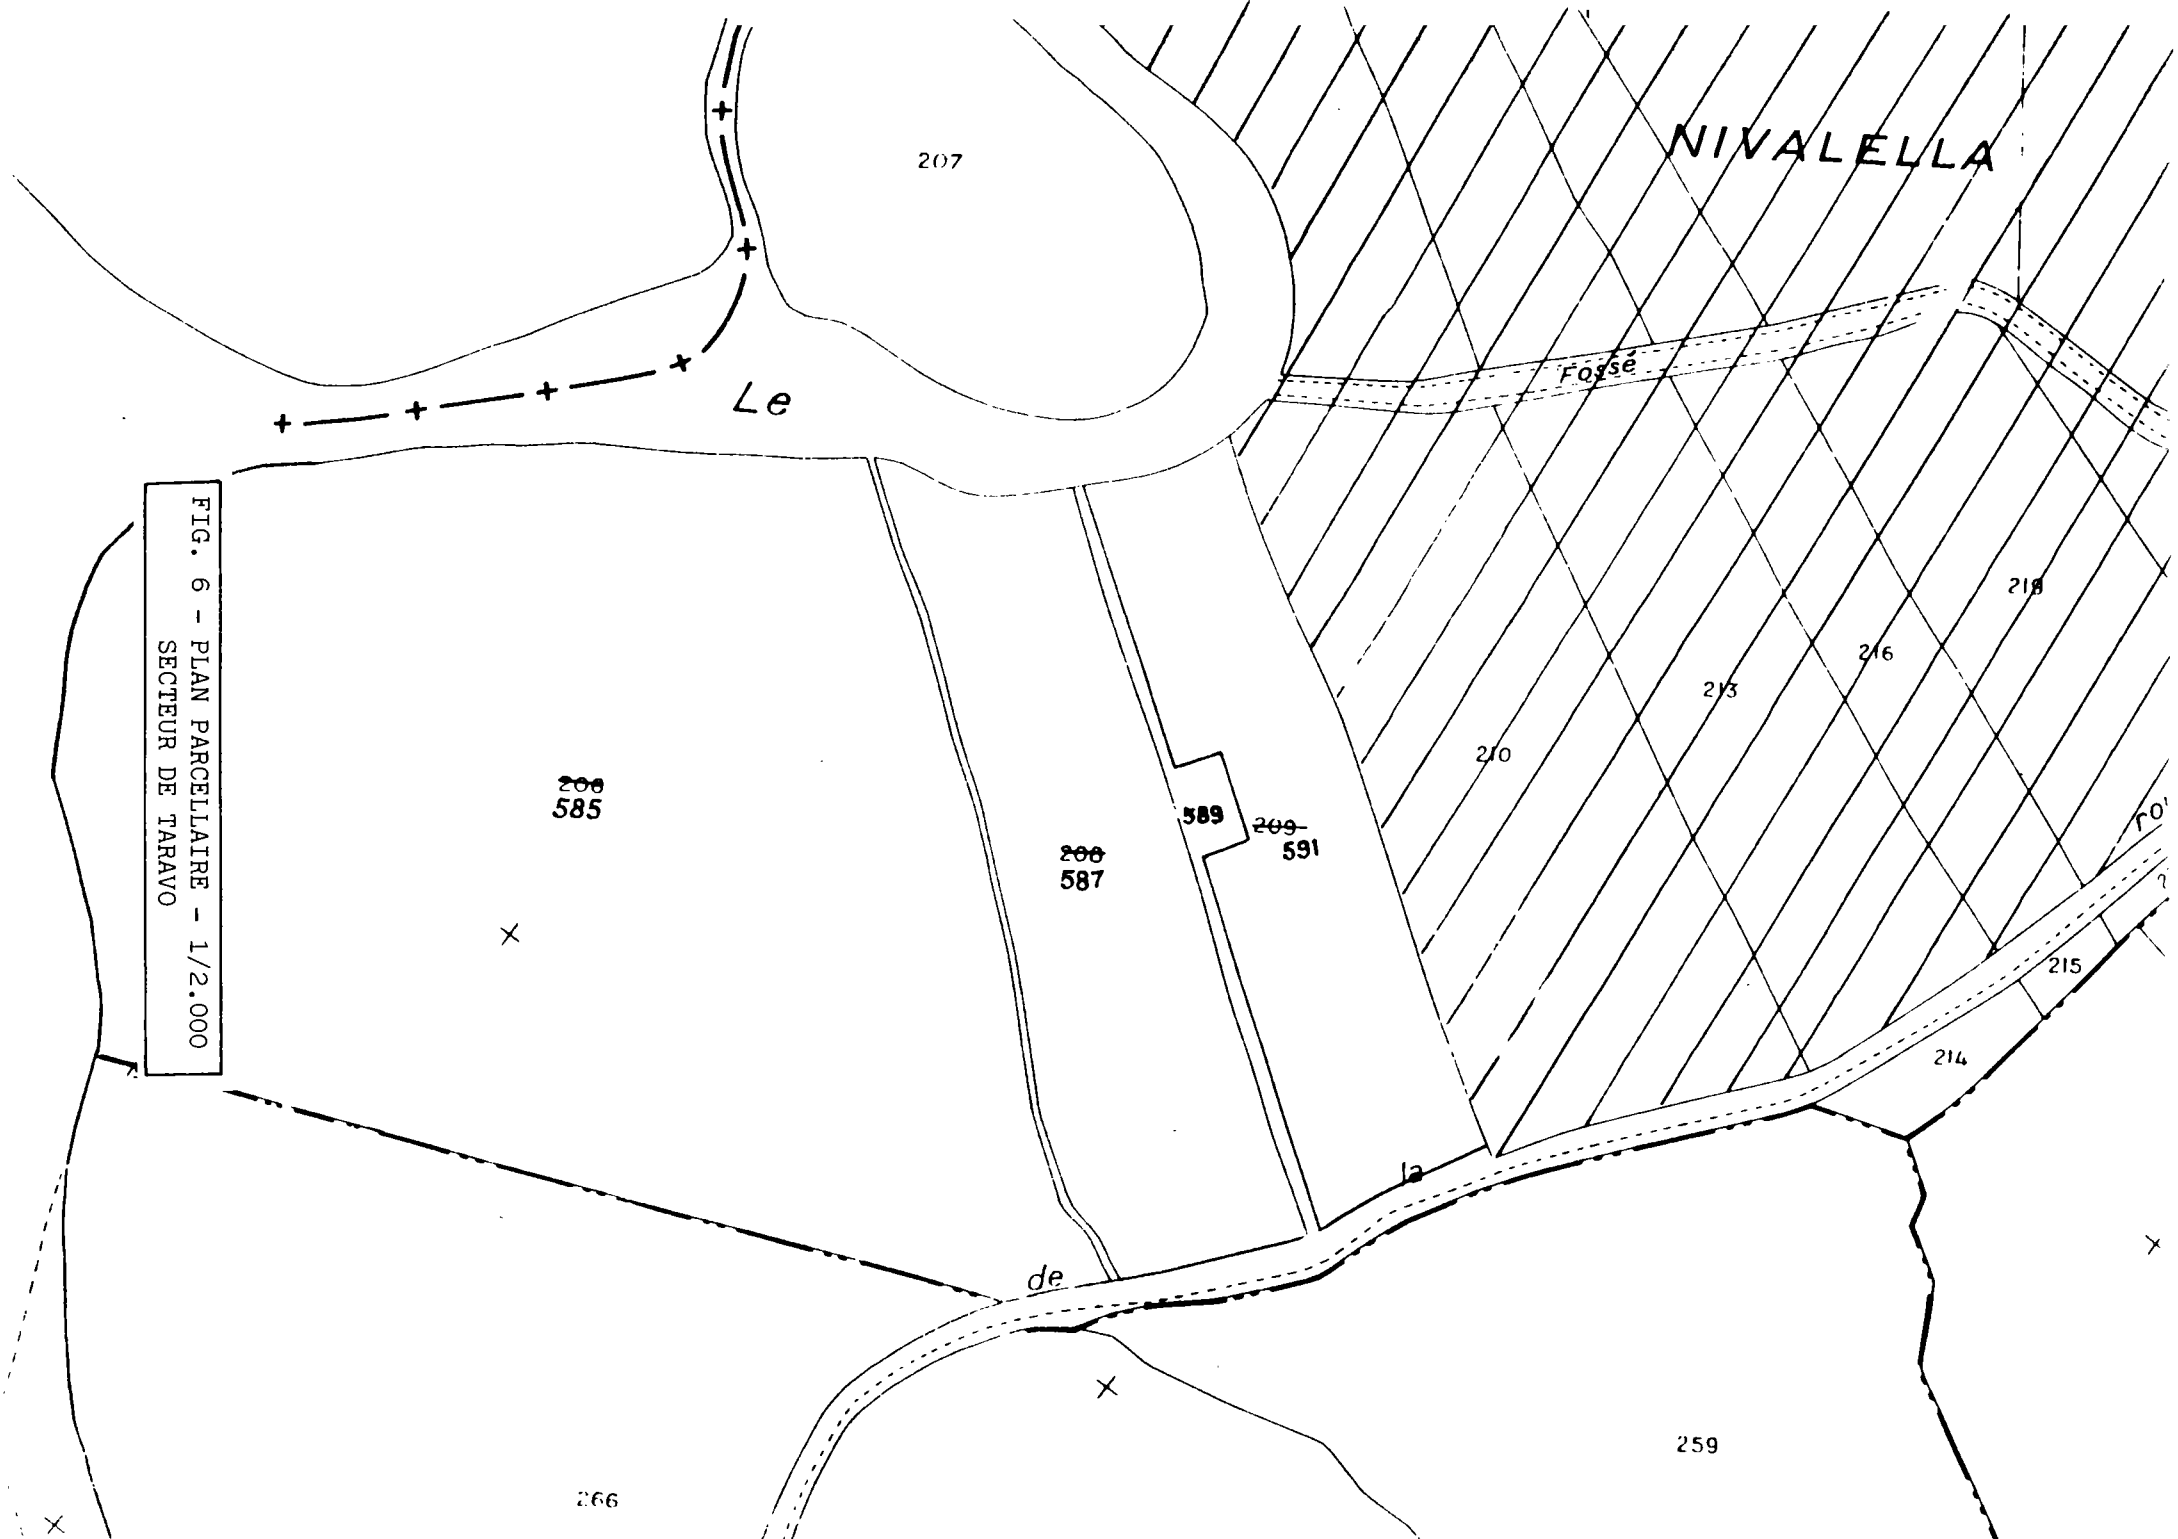 NIVALELLA
207
Fossé
Le
FIG. 6 - PLAN PARCELLAIRE - 1/2.000
SECTEUR DE TARAVO
218
216
213
210
208
585
589
209
591
208
587
215
214
la
de
259
266